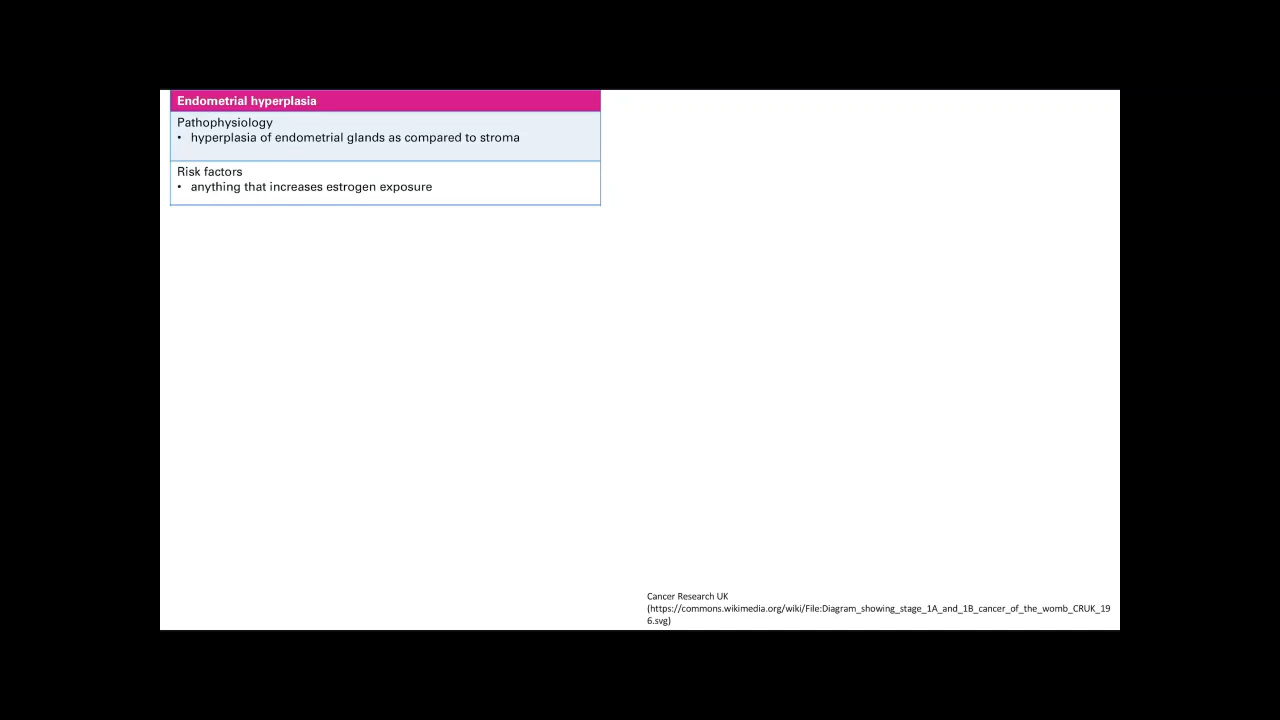 Endometrial hyperplasia
Pathophysiology
• hyperplasia of endometrial glands as compared to stroma
Risk factors
• anything that increases estrogen exposure
Cancer Research UK
(https://commons.wikimedia.org/wiki/File:Diagram_showing_stage_1A_and_1B_cancer_of_the_womb_CRUK_19
6.svg)